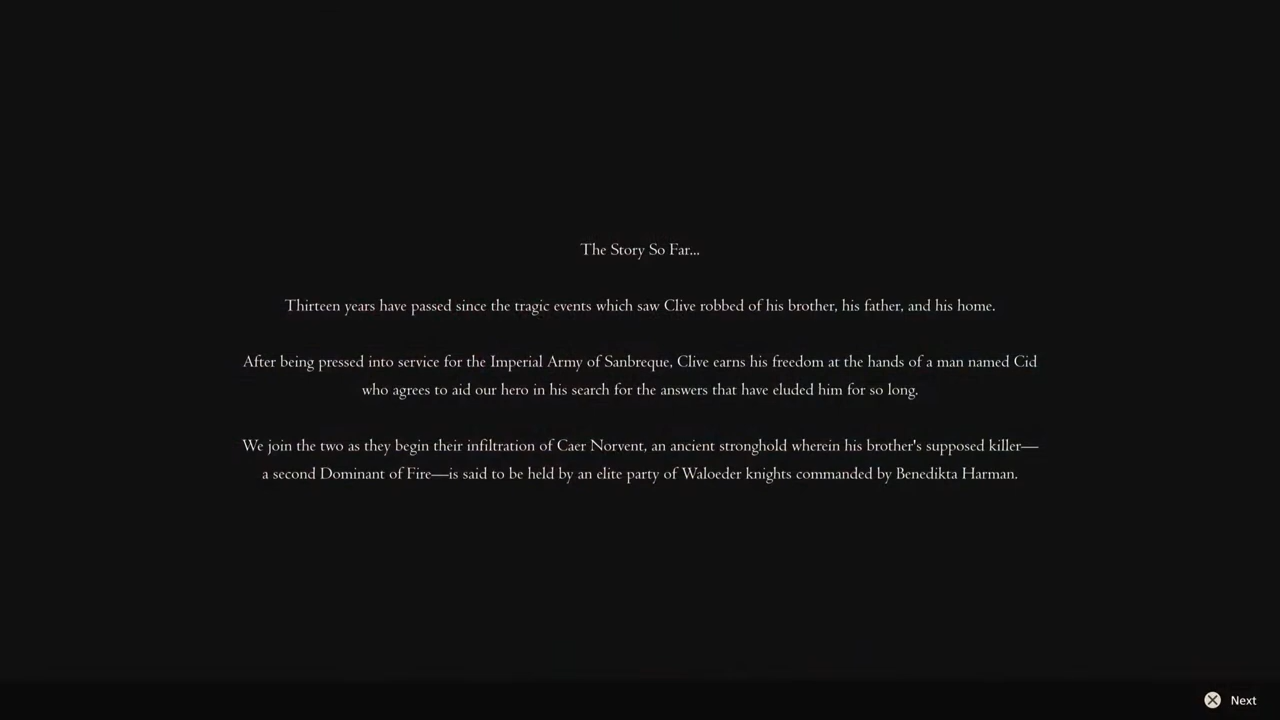 The Story So Far...
Thirteen years have passed since the tragic events which saw Clive robbed of his brother, his father, and his home.
After being pressed into service for the Imperial Army of Sanbreque, Clive earns his freedom at the hands of a man named Cid
who agrees to aid our hero in his search for the answers that have eluded him for so long.
We join the two as they begin their infiltration of Caer Norvent, an ancient stronghold wherein his brother's supposed killer—
a second Dominant of Fire—is said to be held by an elite party of Waloeder knights commanded by Benedikta Harman.
Next